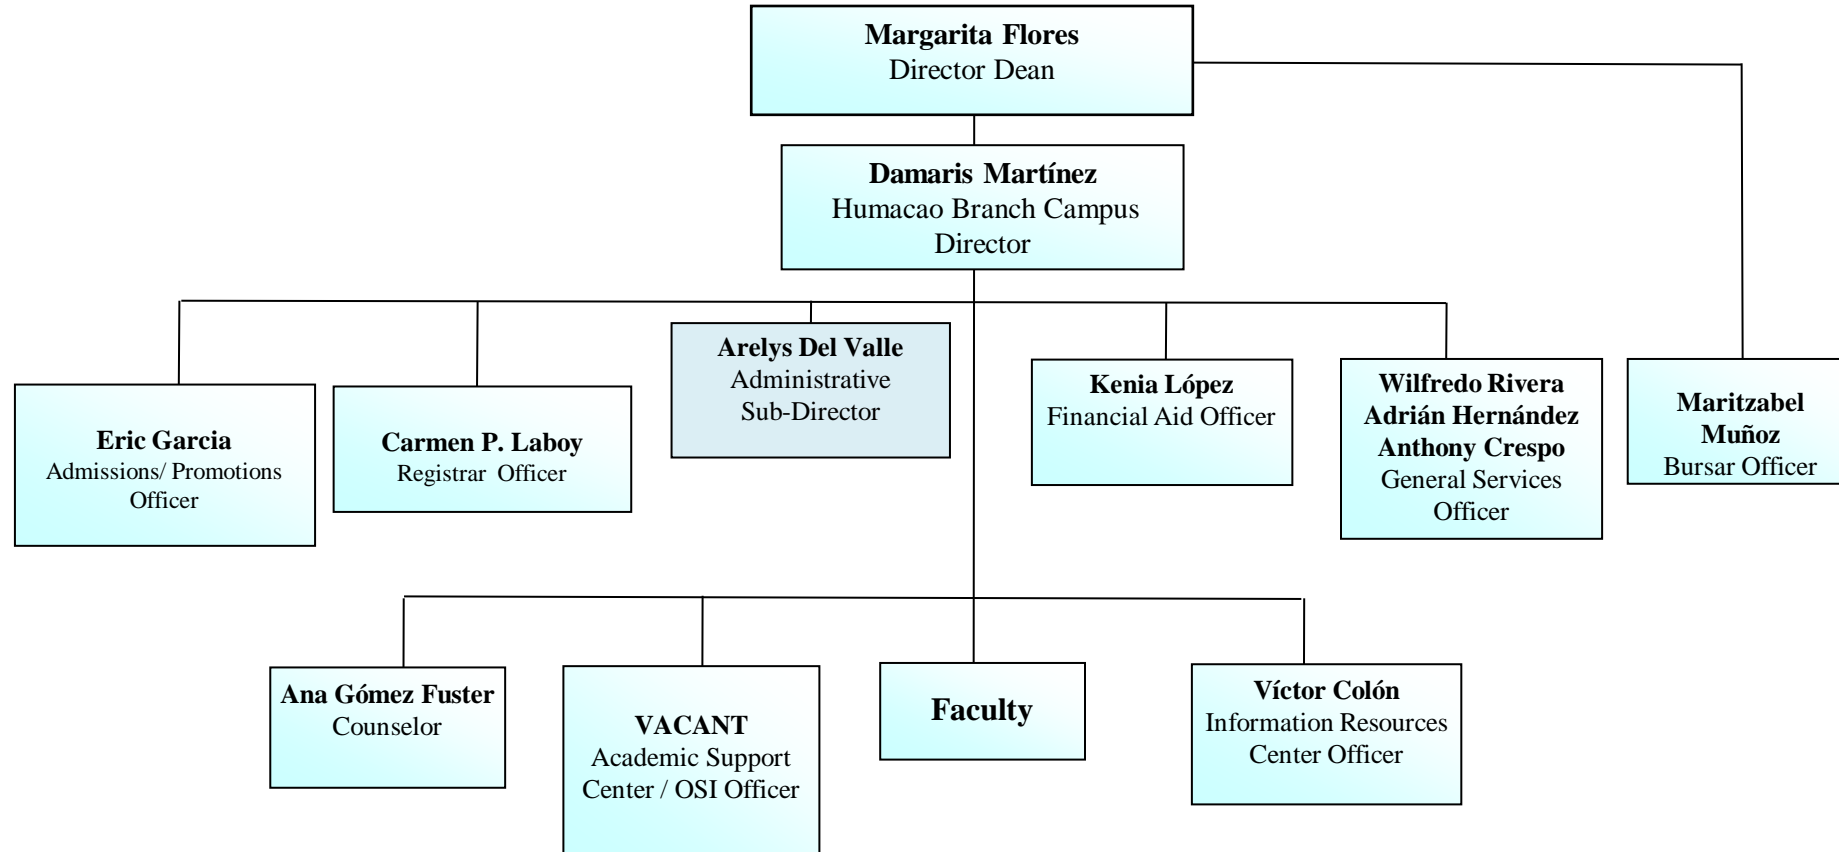 Margarita Flores
Director Dean
Damaris Martínez
Humacao Branch Campus
Director
Eric Garcia
Admissions/ Promotions
Officer
Carmen P. Laboy
Registrar Officer
Arelys Del Valle
Administrative
Sub-Director
Kenia López
Financial Aid Officer
Wilfredo Rivera
Adrián Hernández
Anthony Crespo
General Services
Officer
Maritzabel
Muñoz
Bursar Officer
Ana Gómez Fuster
Counselor
VACANT
Academic Support
Center / OSI Officer
Faculty
Víctor Colón
Information Resources
Center Officer